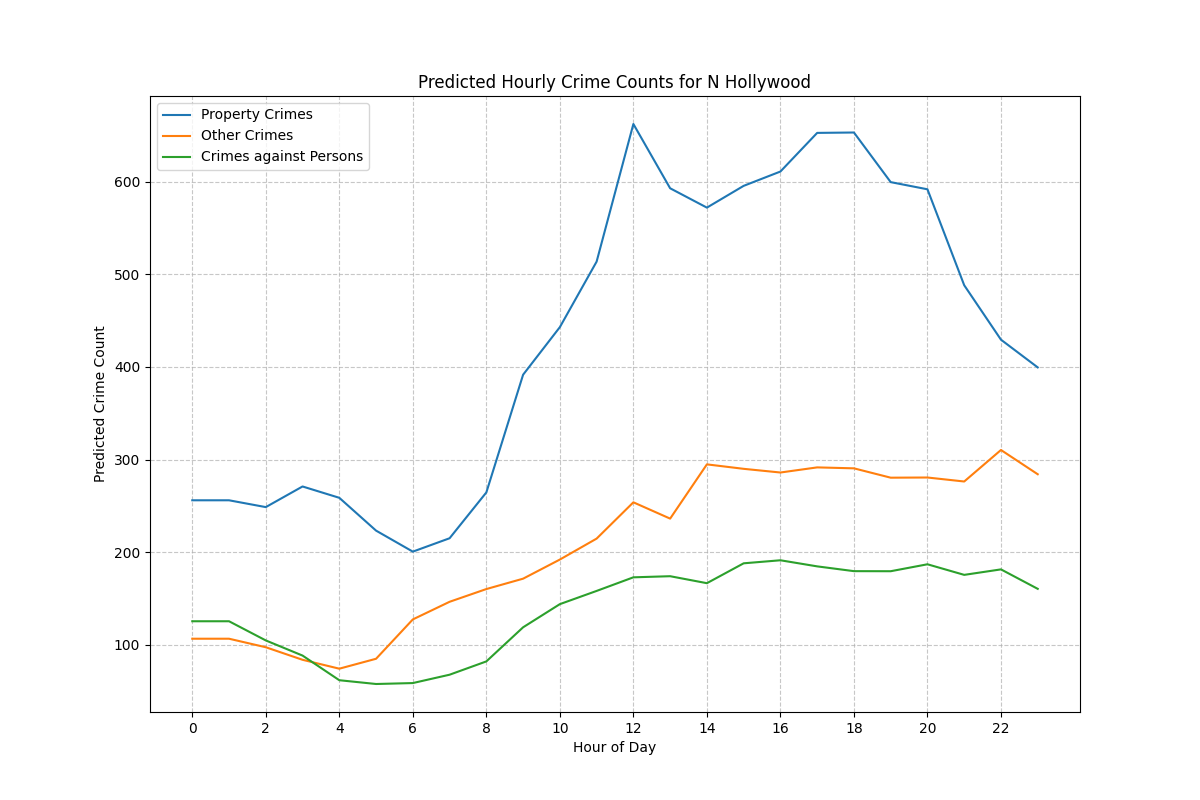 Predicted Hourly Crime Counts for N Hollywood
Property Crimes
Other Crimes
Crimes against Persons
600
500
400
300
200
100
Predicted Crime Count
0 2 4 6 8 10 12 14 16 18 20 22
Hour of Day